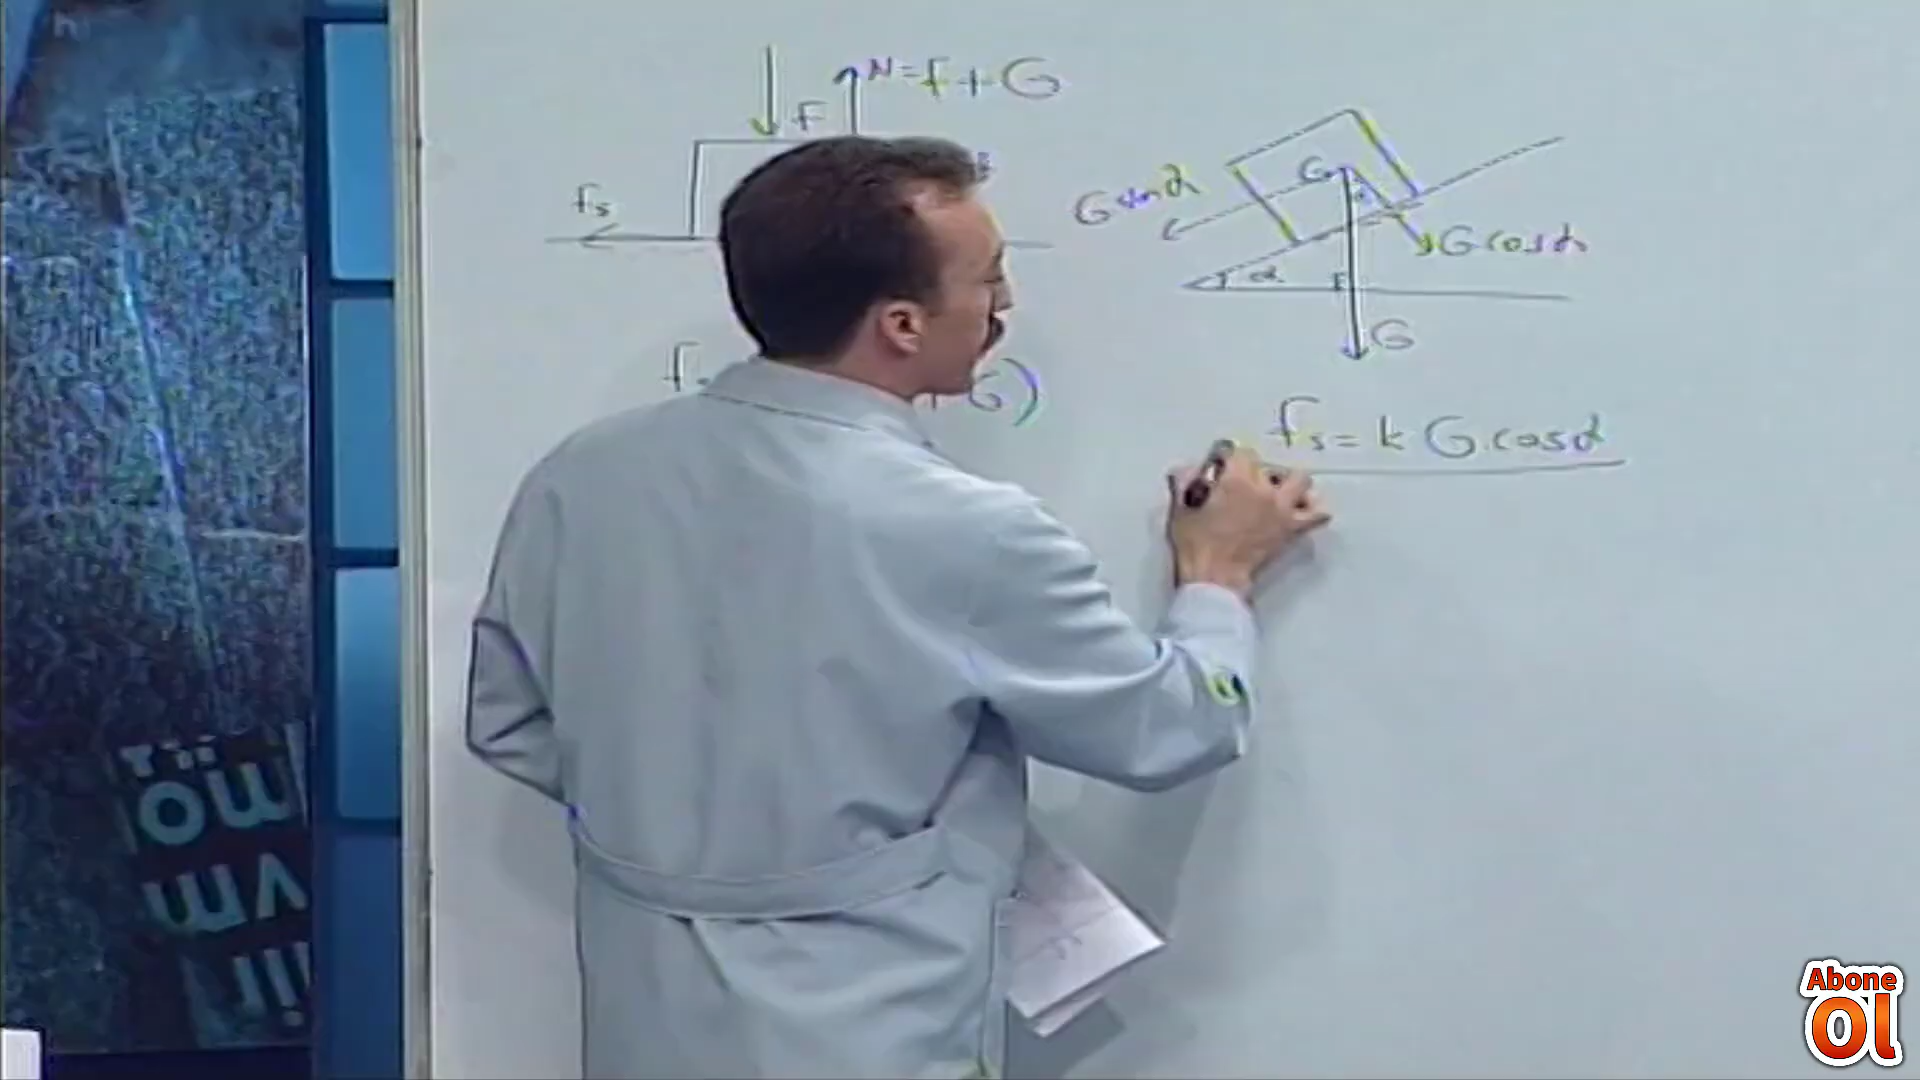 N=F+G
F
fs
G)
G sinα
G
α
G cosα
α
G
fs = k G.cosα
Abone
Ol